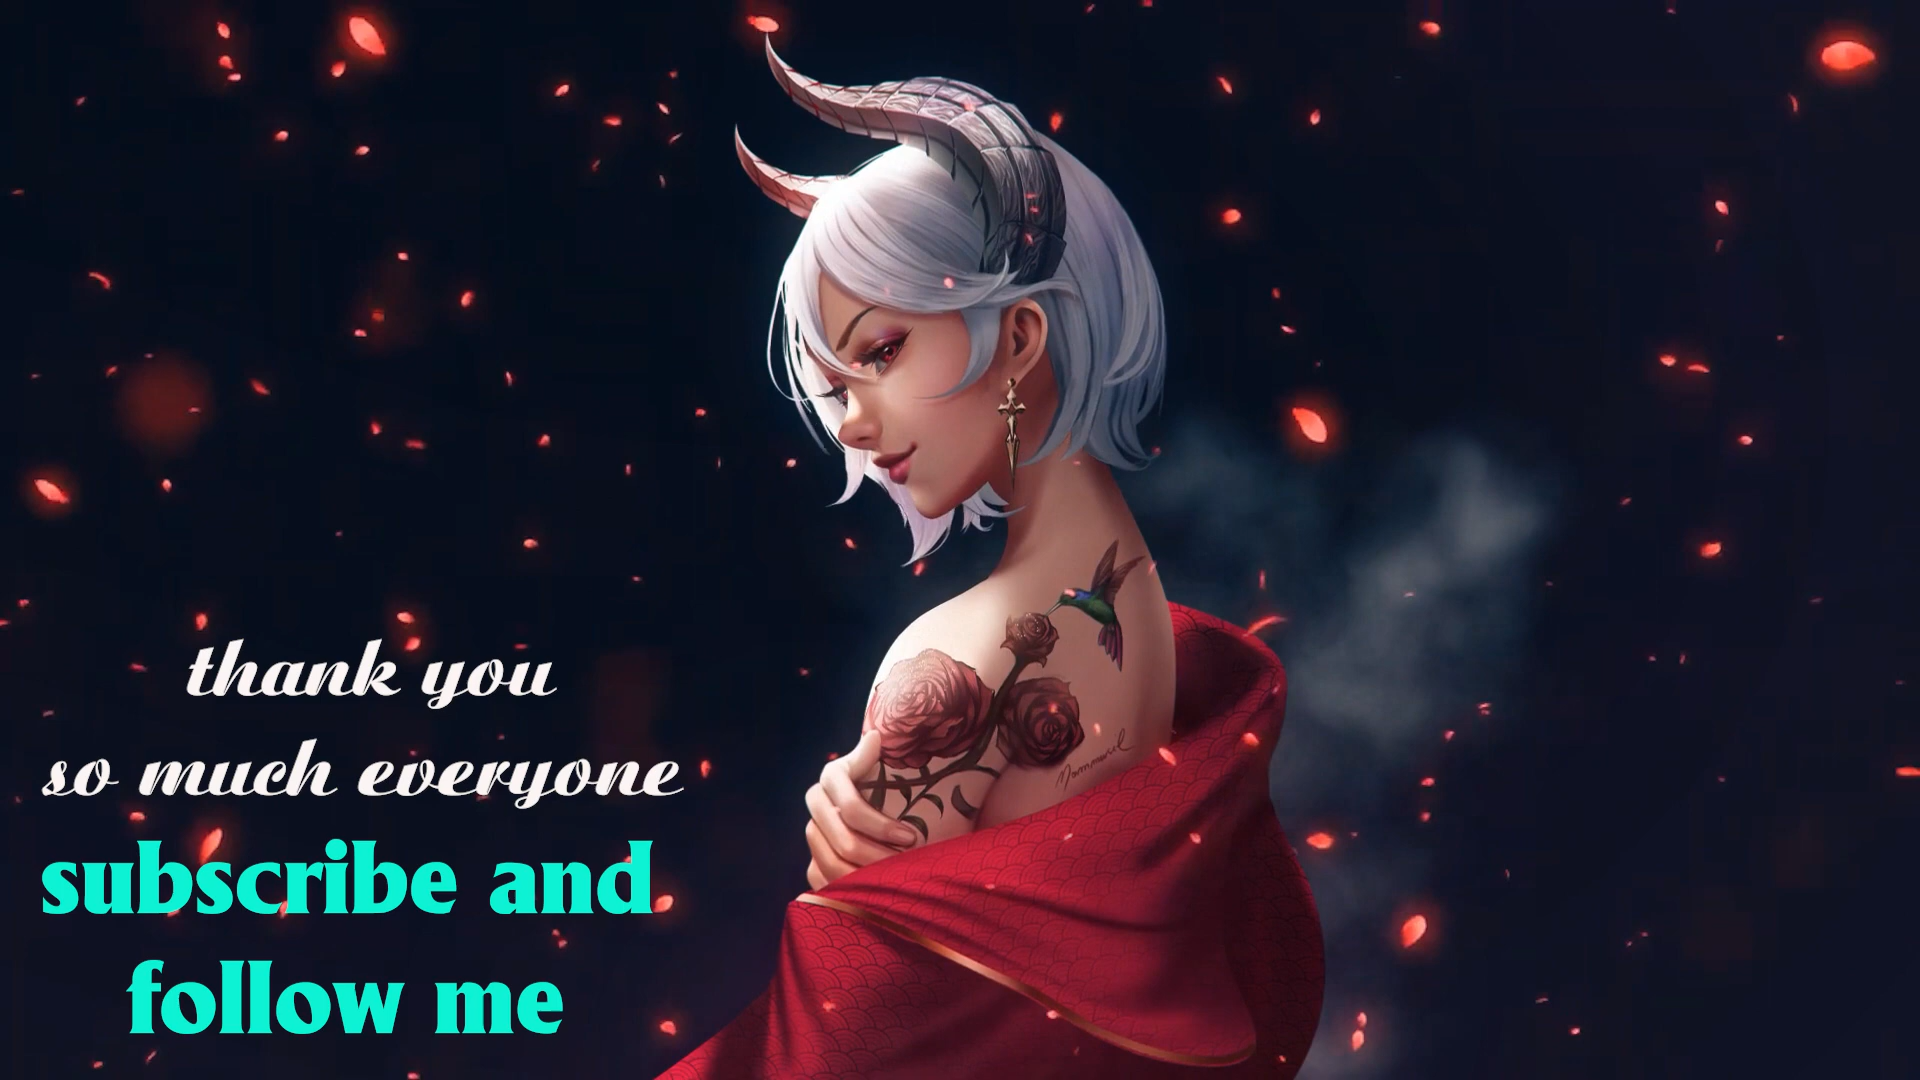 thank you
so much everyone
subscribe and
follow me